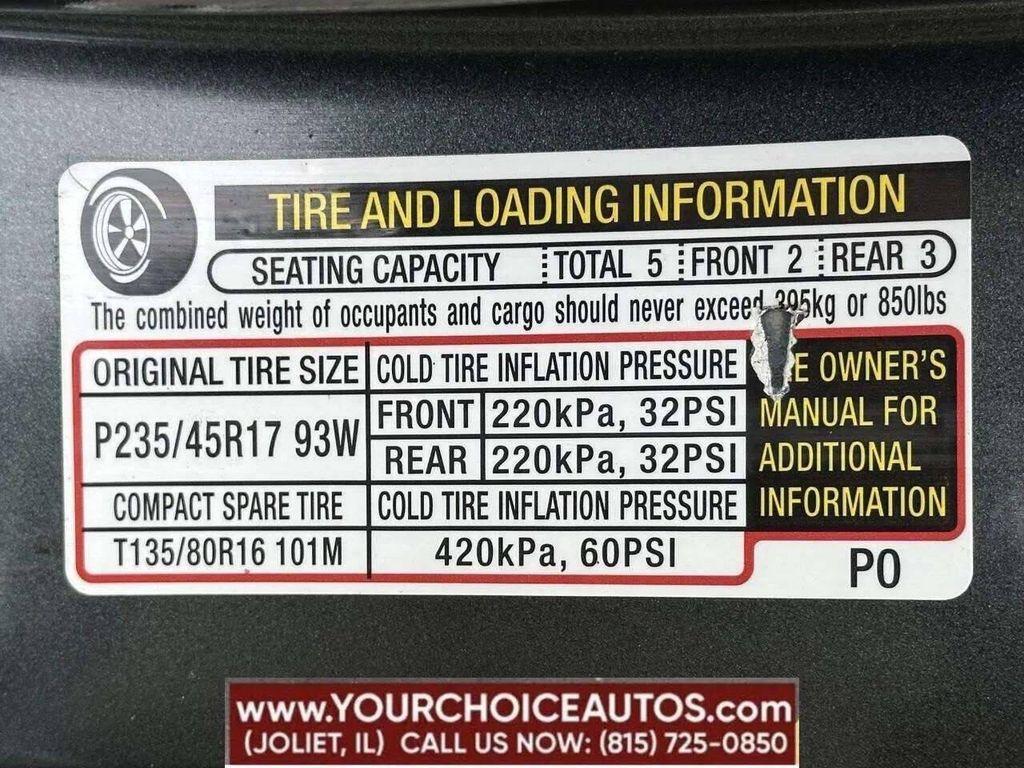 TIRE AND LOADING INFORMATION
SEATING CAPACITY TOTAL 5 FRONT 2 REAR 3
The combined weight of occupants and cargo should never exceed 395kg or 850lbs
ORIGINAL TIRE SIZE COLD TIRE INFLATION PRESSURE
P235/45R17 93W
FRONT 220kPa, 32PSI
REAR 220kPa, 32PSI
COMPACT SPARE TIRE COLD TIRE INFLATION PRESSURE
T135/80R16 101M 420kPa, 60PSI
OWNER'S
MANUAL FOR
ADDITIONAL
INFORMATION
P0
www.YOURCHOICEAUTOS.com
(JOLIET, IL) CALL US NOW: (815) 725-0850